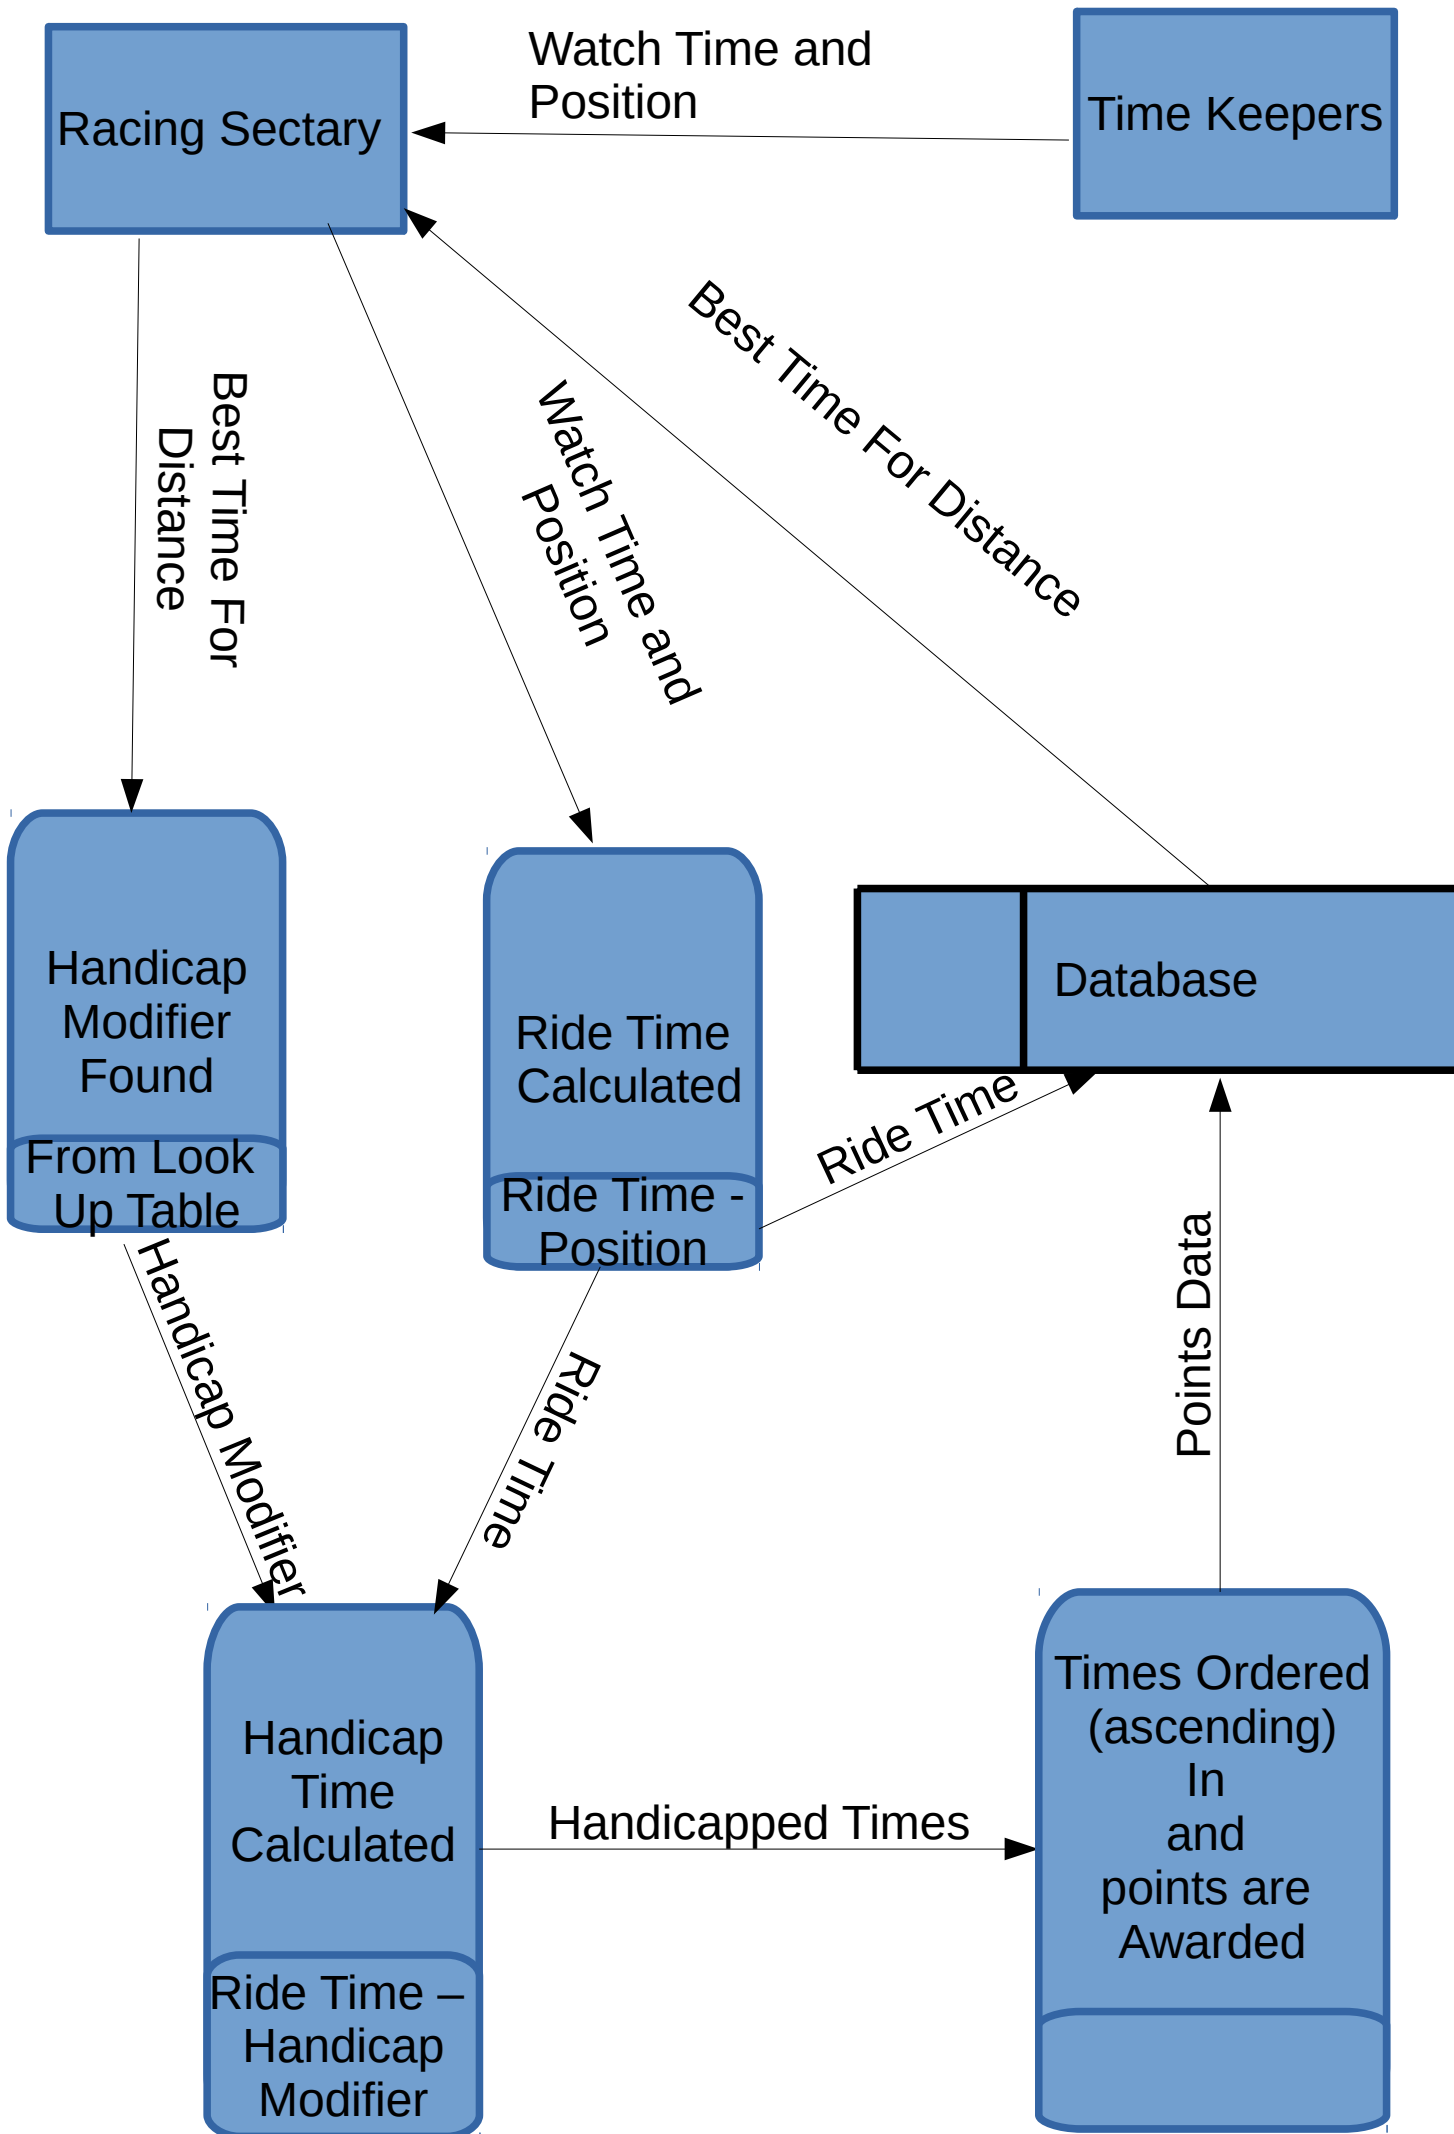 Watch Time and
Position
Racing Sectary
Time Keepers
Best Time For Distance
Best Time For
Distance
Watch Time and
Position
Handicap
Modifier
Found
From Look
Up Table
Ride Time
Calculated
Ride Time -
Position
Database
Ride Time
Points Data
Handicap Modifier
Ride Time
Handicap
Time
Calculated
Ride Time –
Handicap
Modifier
Handicapped Times
Times Ordered
(ascending)
In
and
points are
Awarded